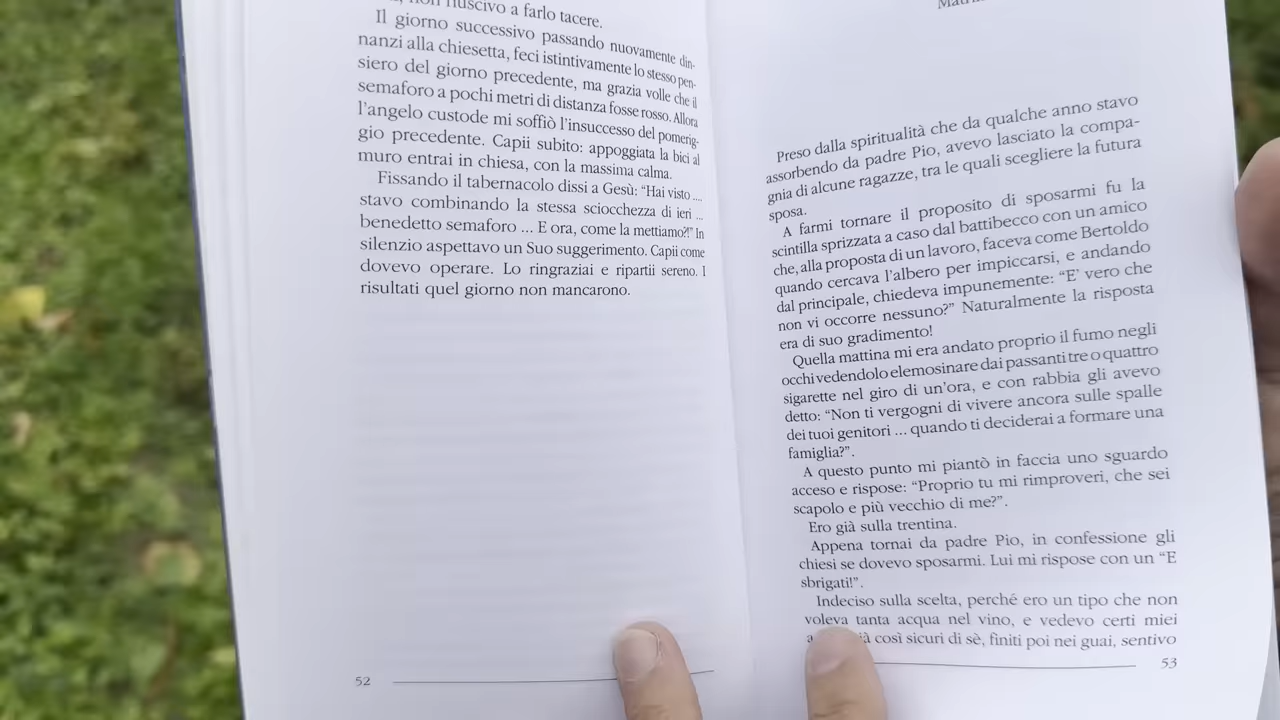 non riuscivo a farlo tacere.
Il giorno successivo passando nuovamente din-
nanzi alla chiesetta, feci istintivamente lo stesso pen-
siero del giorno precedente, ma grazia volle che il
semaforo a pochi metri di distanza fosse rosso. Allora
l'angelo custode mi soffiò l'insuccesso del pomerig-
gio precedente. Capii subito: appoggiata la bici al
muro entrai in chiesa, con la massima calma.
Fissando il tabernacolo dissi a Gesù: “Hai visto ....
stavo combinando la stessa sciocchezza di ieri ...
benedetto semaforo ... E ora, come la mettiamo?!” In
silenzio aspettavo un Suo suggerimento. Capii come
dovevo operare. Lo ringraziai e ripartii sereno. I
risultati quel giorno non mancarono.
52
Preso dalla spiritualità che da qualche anno stavo
assorbendo da padre Pio, avevo lasciato la compa-
gnia di alcune ragazze, tra le quali scegliere la futura
sposa.
A farmi tornare il proposito di sposarmi fu la
scintilla sprizzata a caso dal battibecco con un amico
che, alla proposta di un lavoro, faceva come Bertoldo
quando cercava l'albero per impiccarsi, e andando
dal principale, chiedeva impunemente: “E' vero che
non vi occorre nessuno?” Naturalmente la risposta
era di suo gradimento!
Quella mattina mi era andato proprio il fumo negli
occhi vedendolo elemosinare dai passanti tre o quattro
sigarette nel giro di un'ora, e con rabbia gli avevo
detto: “Non ti vergogni di vivere ancora sulle spalle
dei tuoi genitori ... quando ti deciderai a formare una
famiglia?”.
A questo punto mi piantò in faccia uno sguardo
acceso e rispose: “Proprio tu mi rimproveri, che sei
scapolo e più vecchio di me?”.
Ero già sulla trentina.
Appena tornai da padre Pio, in confessione gli
chiesi se dovevo sposarmi. Lui mi rispose con un “E
sbrigati!”.
Indeciso sulla scelta, perché ero un tipo che non
voleva tanta acqua nel vino, e vedevo certi miei
così sicuri di sè, finiti poi nei guai, sentivo
53